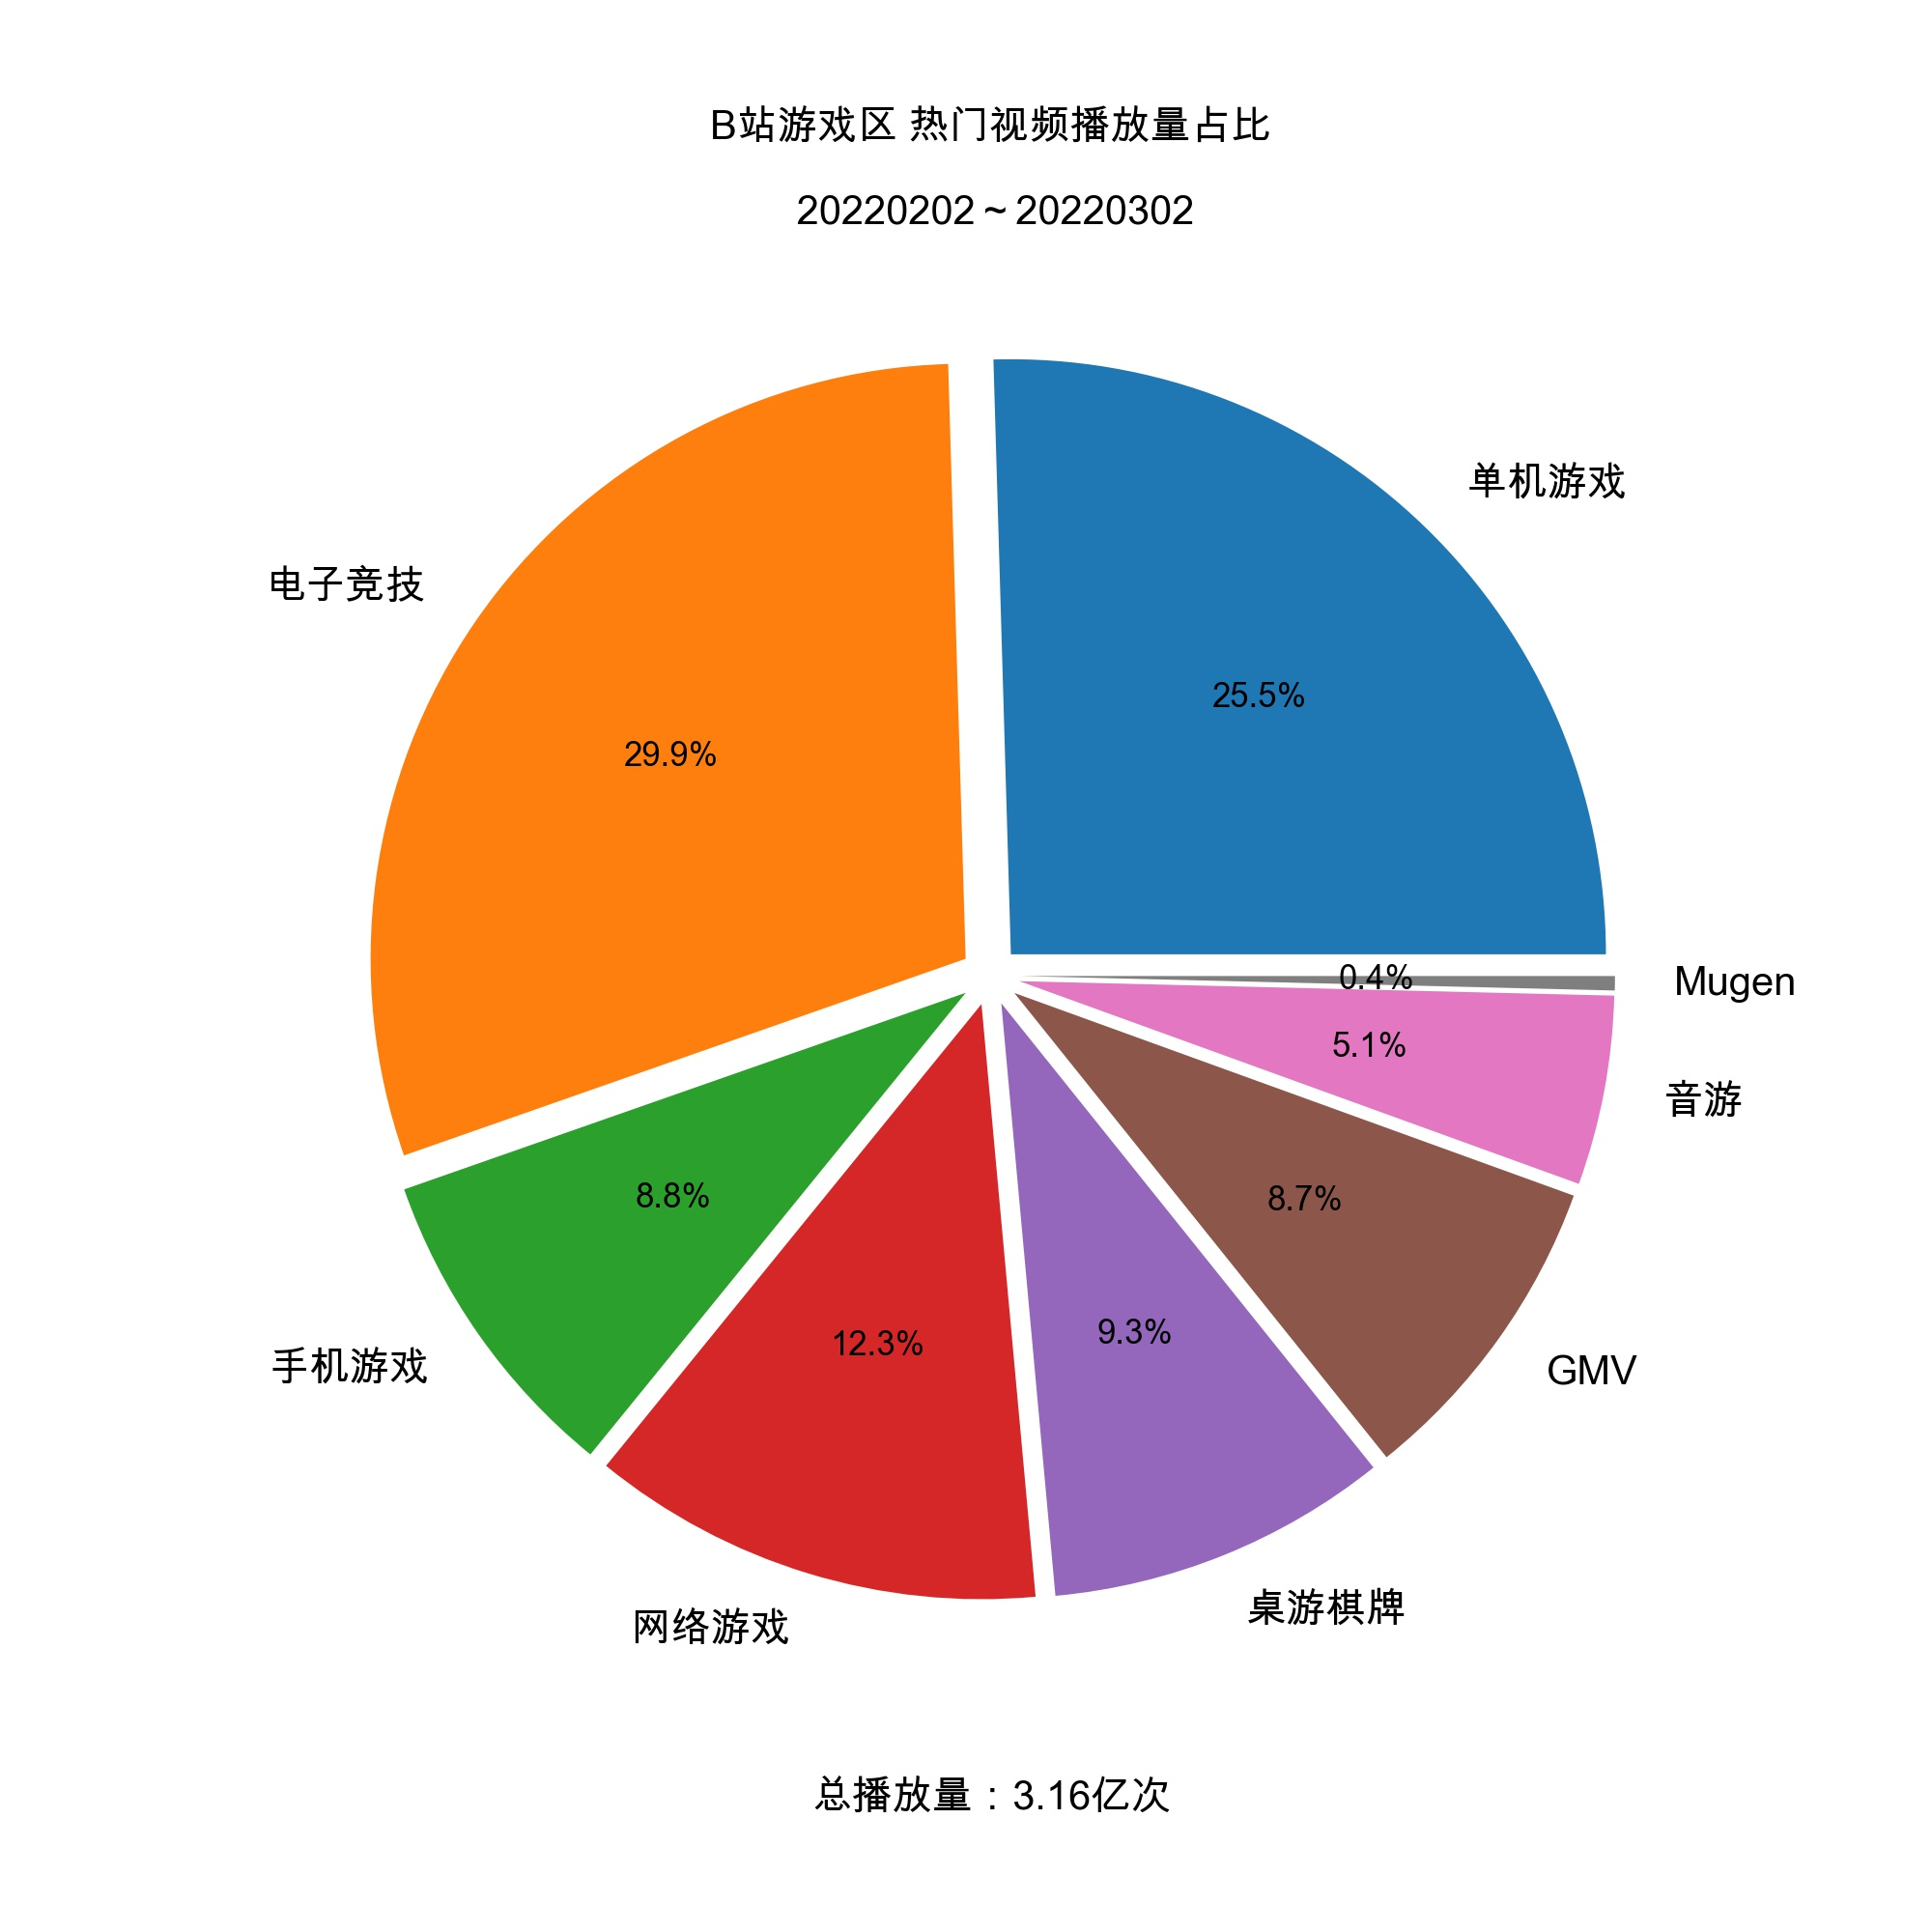 B站游戏区 热门视频播放量占比
20220202 ~ 20220302
单机游戏
25.5%
电子竞技
29.9%
手机游戏
8.8%
网络游戏
12.3%
桌游棋牌
9.3%
GMV
8.7%
音游
5.1%
Mugen
0.4%
总播放量：3.16亿次